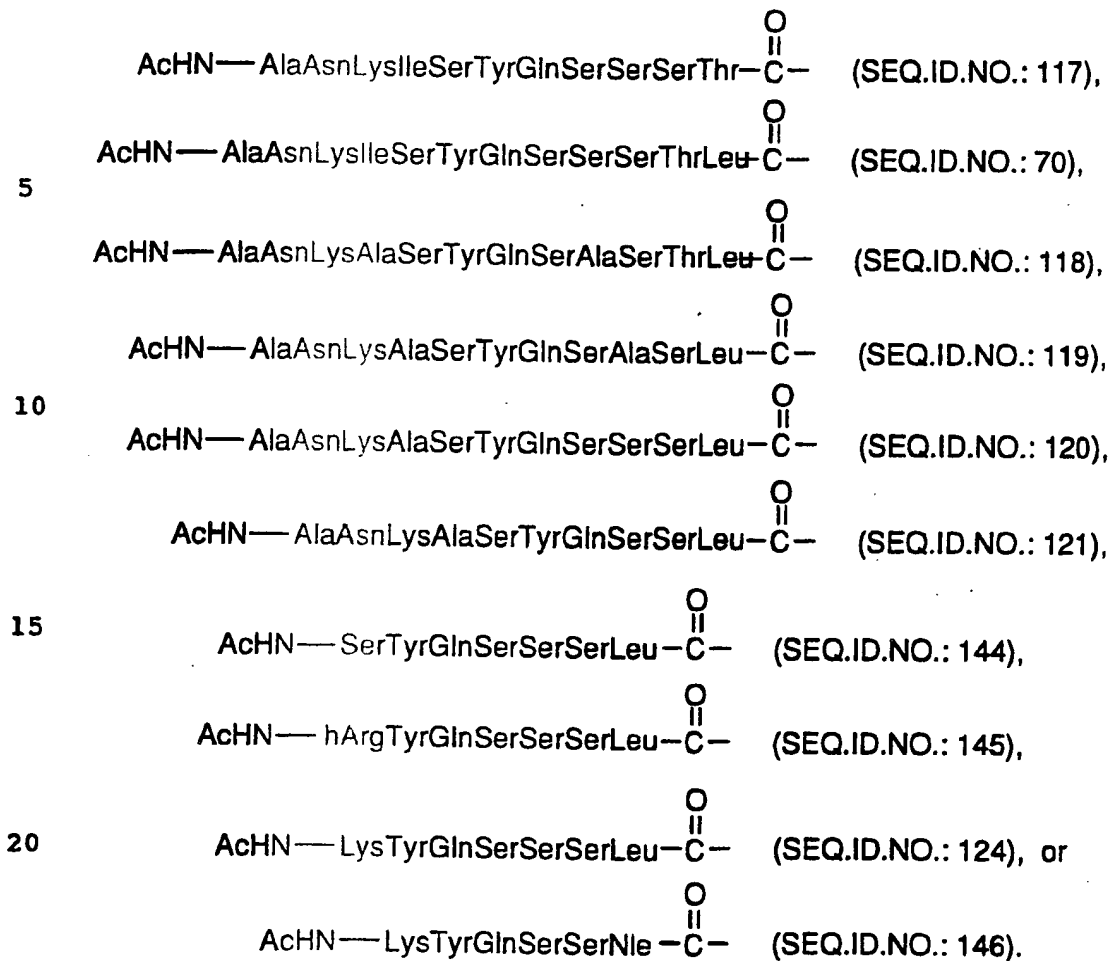 O
||
AcHN— AlaAsnLysIleSerTyrGlnSerSerSerThr–C– (SEQ.ID.NO.: 117),
O
||
AcHN— AlaAsnLysIleSerTyrGlnSerSerSerThrLeu–C– (SEQ.ID.NO.: 70),
5
O
||
AcHN— AlaAsnLysAlaSerTyrGlnSerAlaSerThrLeu–C– (SEQ.ID.NO.: 118),
O
||
AcHN— AlaAsnLysAlaSerTyrGlnSerAlaSerLeu–C– (SEQ.ID.NO.: 119),
10
O
||
AcHN— AlaAsnLysAlaSerTyrGlnSerSerSerLeu–C– (SEQ.ID.NO.: 120),
O
||
AcHN— AlaAsnLysAlaSerTyrGlnSerSerLeu–C– (SEQ.ID.NO.: 121),
15
O
||
AcHN— SerTyrGlnSerSerSerLeu–C– (SEQ.ID.NO.: 144),
O
||
AcHN— hArgTyrGlnSerSerSerLeu–C– (SEQ.ID.NO.: 145),
O
||
20 AcHN— LysTyrGlnSerSerSerLeu–C– (SEQ.ID.NO.: 124), or
O
||
AcHN— LysTyrGlnSerSerNle –C– (SEQ.ID.NO.: 146).